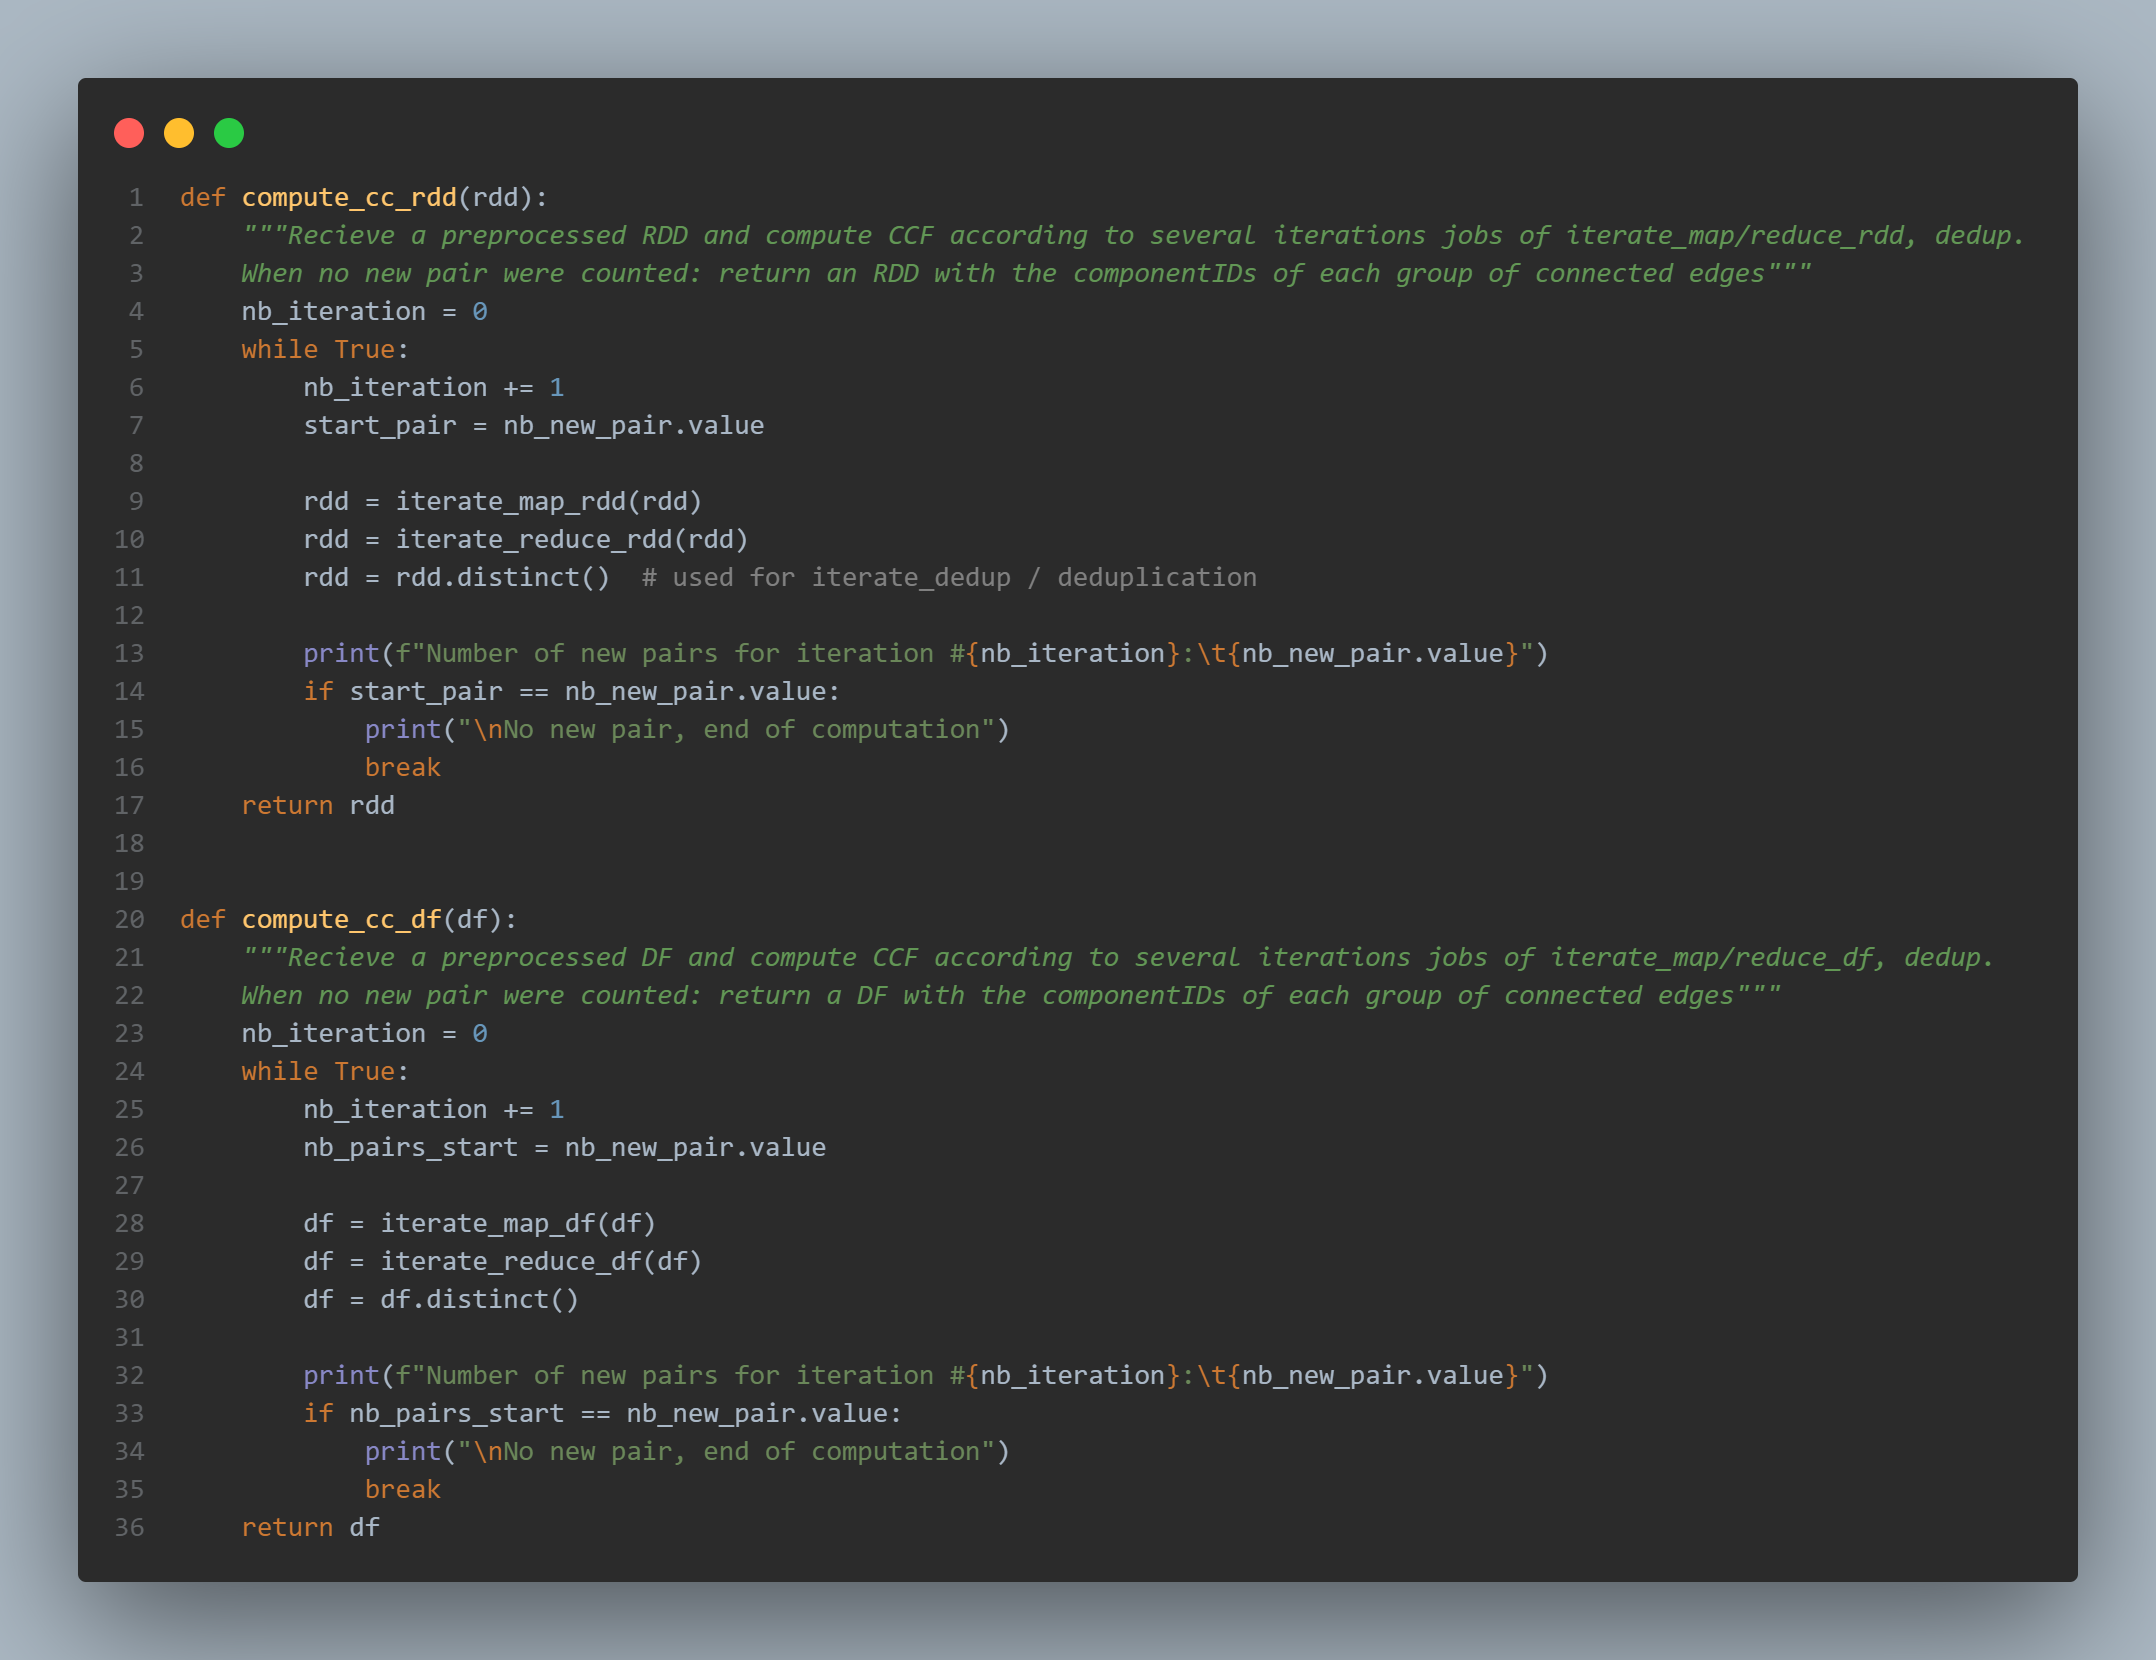 1 def compute_cc_rdd(rdd):
2     """Recieve a preprocessed RDD and compute CCF according to several iterations jobs of iterate_map/reduce_rdd, dedup.
3     When no new pair were counted: return an RDD with the componentIDs of each group of connected edges"""
4     nb_iteration = 0
5     while True:
6         nb_iteration += 1
7         start_pair = nb_new_pair.value
8
9         rdd = iterate_map_rdd(rdd)
10         rdd = iterate_reduce_rdd(rdd)
11         rdd = rdd.distinct()  # used for iterate_dedup / deduplication
12
13         print(f"Number of new pairs for iteration #{nb_iteration}:\t{nb_new_pair.value}")
14         if start_pair == nb_new_pair.value:
15             print("\nNo new pair, end of computation")
16             break
17     return rdd
18
19
20 def compute_cc_df(df):
21     """Recieve a preprocessed DF and compute CCF according to several iterations jobs of iterate_map/reduce_df, dedup.
22     When no new pair were counted: return a DF with the componentIDs of each group of connected edges"""
23     nb_iteration = 0
24     while True:
25         nb_iteration += 1
26         nb_pairs_start = nb_new_pair.value
27
28         df = iterate_map_df(df)
29         df = iterate_reduce_df(df)
30         df = df.distinct()
31
32         print(f"Number of new pairs for iteration #{nb_iteration}:\t{nb_new_pair.value}")
33         if nb_pairs_start == nb_new_pair.value:
34             print("\nNo new pair, end of computation")
35             break
36     return df